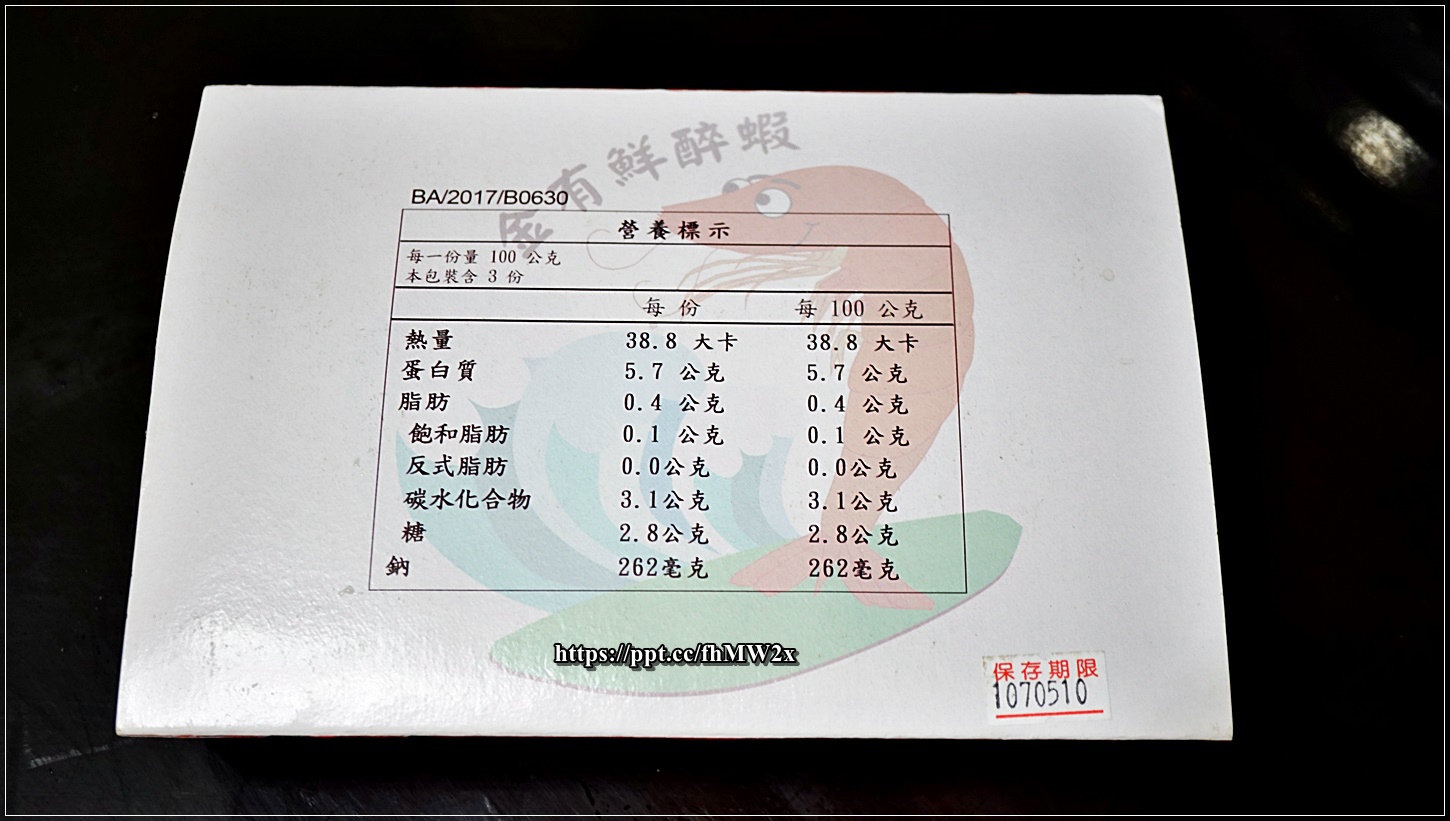 家有鮮醉蝦
BA/2017/B0630
營養標示
每一份量 100 公克
本包裝含 3 份
每 份 每 100 公克
熱量 38.8 大卡 38.8 大卡
蛋白質 5.7 公克 5.7 公克
脂肪 0.4 公克 0.4 公克
飽和脂肪 0.1 公克 0.1 公克
反式脂肪 0.0公克 0.0公克
碳水化合物 3.1公克 3.1公克
糖 2.8公克 2.8公克
鈉 262毫克 262毫克
https://ppt.cc/fhMW2x
保存期限
1070510